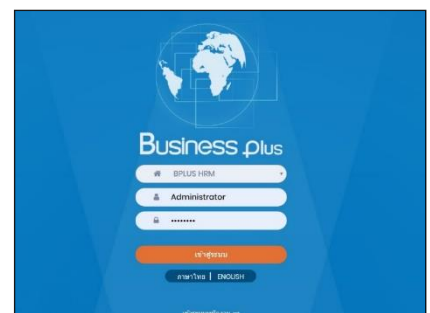 Business plus
BPLUS HRM
Administrator
••••••••
เข้าสู่ระบบ
ภาษาไทย | ENGLISH